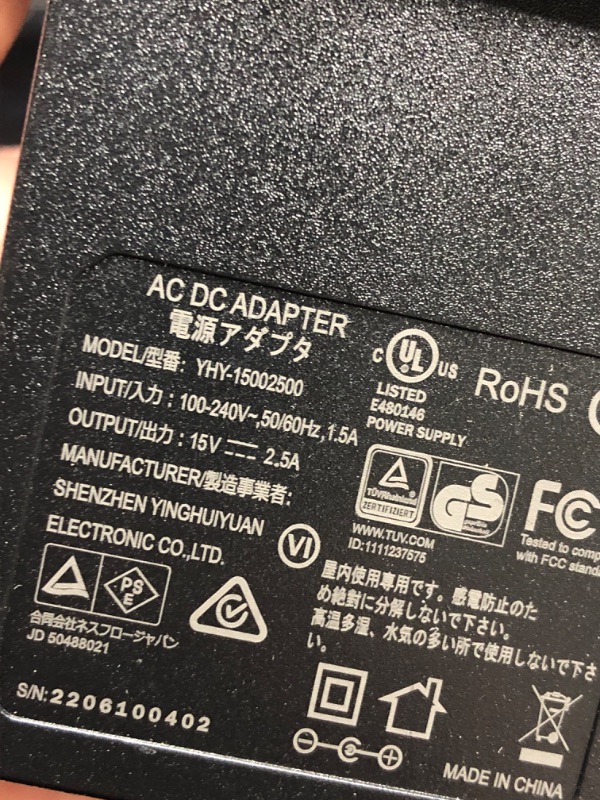 AC DC ADAPTER
電源アダプタ
MODEL/型番: YHY-15002500
INPUT/入力：100-240V~,50/60Hz,1.5A
OUTPUT/出力：15V⎓2.5A
MANUFACTURER/製造事業者:
SHENZHEN YINGHUIYUAN
ELECTRONIC CO.,LTD.
VI
PS
E
合同会社ネスフロージャパン
JD 50488021
S/N:2206100402
C UL US
LISTED
E480146
POWER SUPPLY
RoHS
TÜVRheinland
ZERTIFIZIERT
GS
geprüfte
Sicherheit
WWW.TUV.COM
ID:1111237575
FC
Tested to comp
with FCC standa
屋内使用専用です。感電防止のた
め絶対に分解しないで下さい。
高温多湿、水気の多い所で使用しないで下さ
い。
MADE IN CHINA